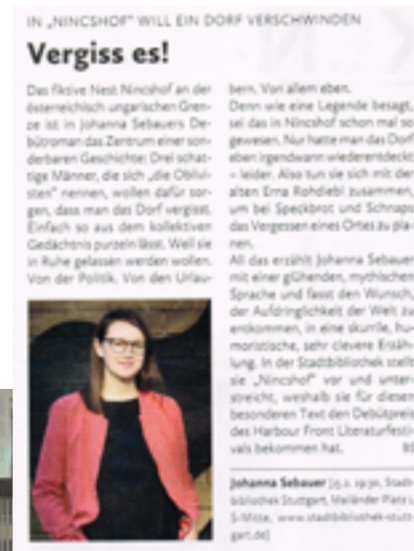 IN „NINCSHOF" WILL EIN DORF VERSCHWINDEN
Vergiss es!
Das fiktive Nest Nincshof an der
österreichisch ungarischen Gren-
ze ist in Johanna Sebauers De-
bütroman das Zentrum einer son-
derbaren Geschichte: Drei schat-
tige Männer, die sich „die Oblivi-
sten" nennen, wollen dafür sor-
gen, dass man das Dorf vergisst.
Einfach so aus dem kollektiven
Gedächtnis purzeln lässt. Weil sie
in Ruhe gelassen werden wollen.
Von der Politik. Von den Urlau-
bern. Von allem eben.
Denn wie eine Legende besagt,
sei das in Nincshof schon mal so
gewesen. Nur hatte man das Dorf
eben irgendwann wiederentdeckt
– leider. Also tun sie sich mit der
alten Erna Rohdiebl zusammen,
um bei Speckbrot und Schnaps
das Vergessen eines Ortes zu pla-
nen.
All das erzählt Johanna Sebauer
mit einer glühenden, mythischen
Sprache und fasst den Wunsch,
der Aufdringlichkeit der Welt zu
entkommen, in eine skurrile, hu-
moristische, sehr clevere Erzäh-
lung. In der Stadtbibliothek stellt
sie „Nincshof" vor und unter-
streicht, weshalb sie für diesen
besonderen Text den Debütpreis
des Harbour Front Literaturfesti-
vals bekommen hat.
Johanna Sebauer [15.2. 19:30, Stadt-
bibliothek Stuttgart, Mailänder Platz 1,
S-Mitte, www.stadtbibliothek-stutt-
gart.de]